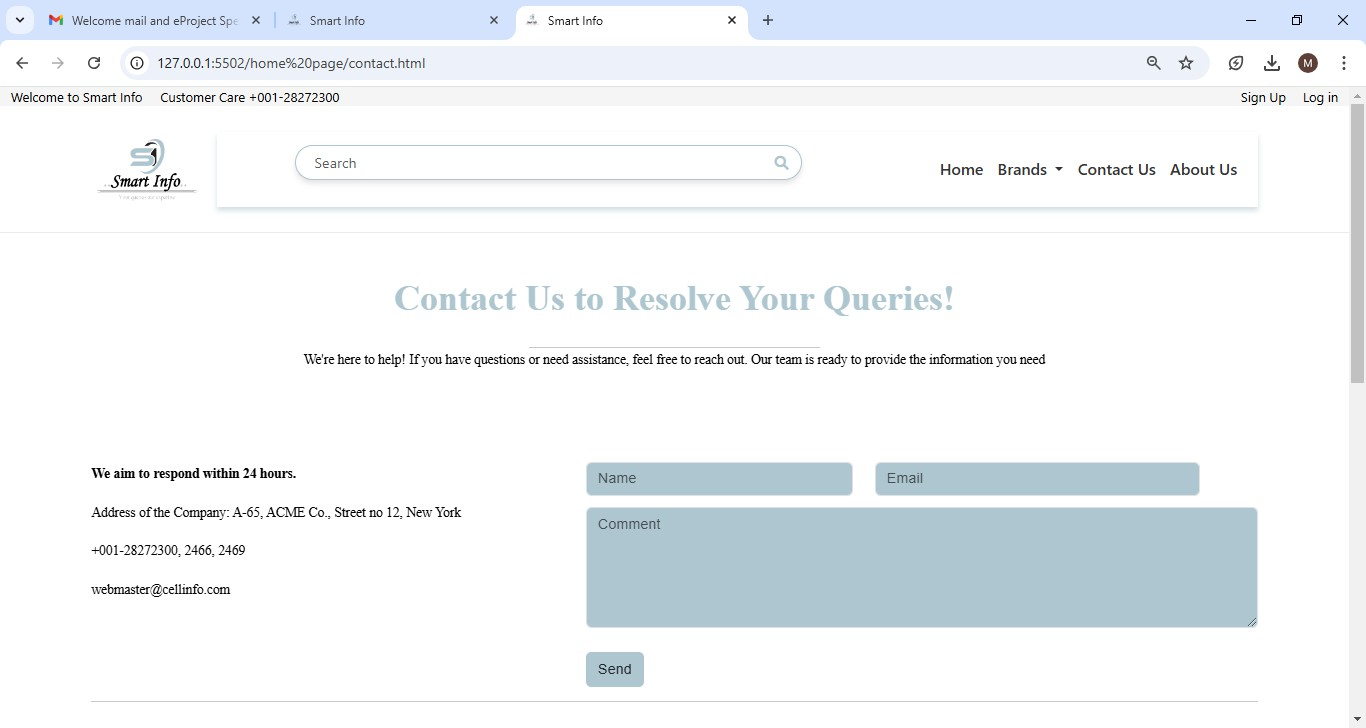 Welcome mail and eProject Spe
Smart Info
Smart Info
127.0.0.1:5502/home%20page/contact.html
M
Welcome to Smart Info
Customer Care +001-28272300
Sign Up
Log in
Smart Info
Search
Home
Brands
Contact Us
About Us
Contact Us to Resolve Your Queries!
We're here to help! If you have questions or need assistance, feel free to reach out. Our team is ready to provide the information you need
We aim to respond within 24 hours.
Address of the Company: A-65, ACME Co., Street no 12, New York
+001-28272300, 2466, 2469
webmaster@cellinfo.com
Name
Email
Comment
Send